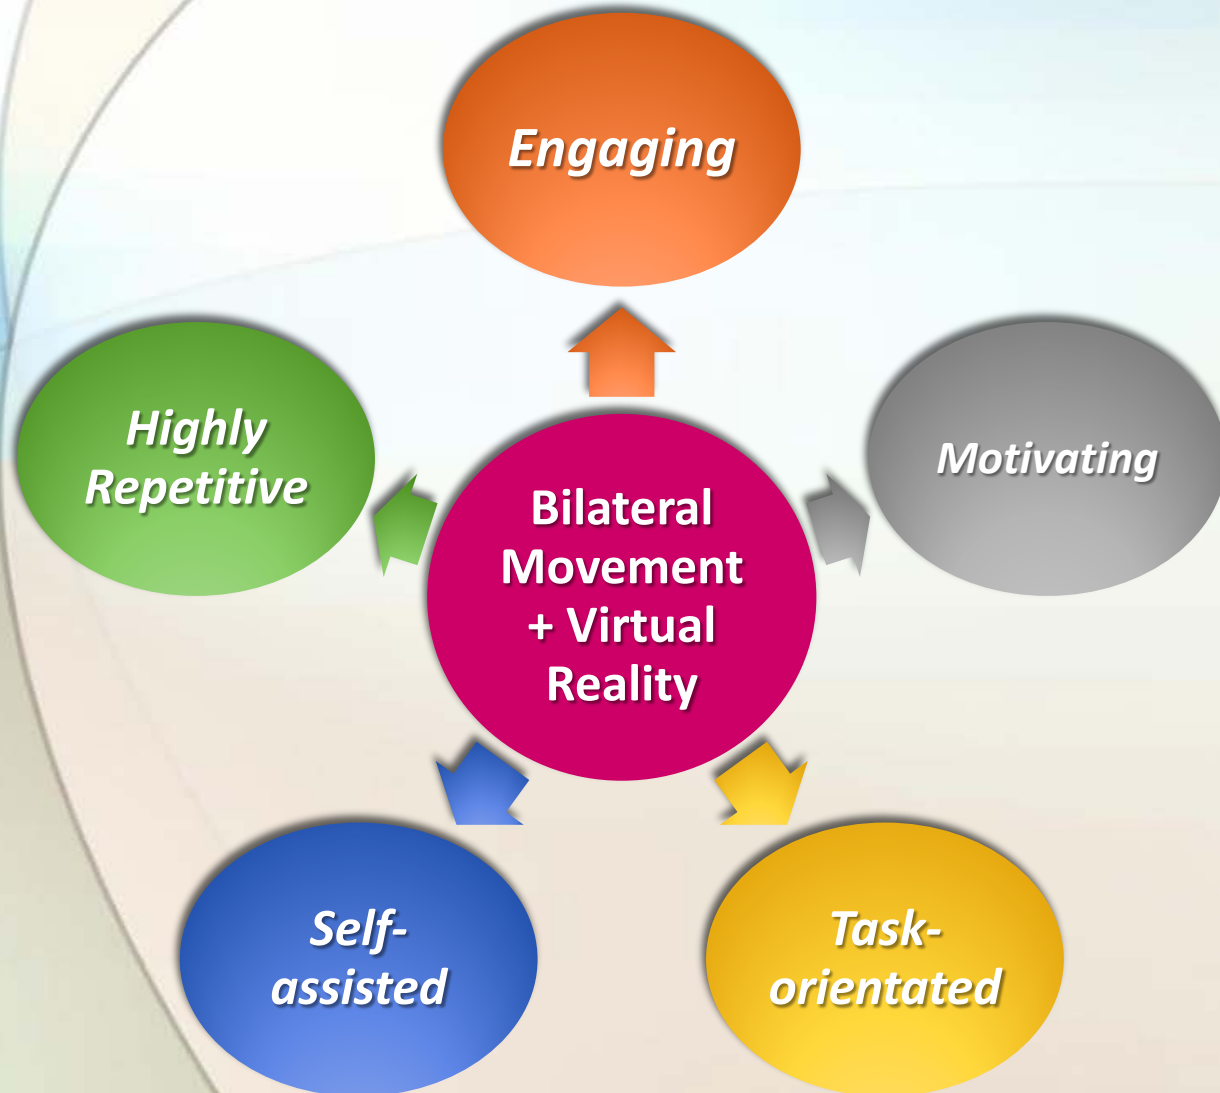 Engaging
Highly
Repetitive
Motivating
Bilateral
Movement
+ Virtual
Reality
Self-
assisted
Task-
orientated